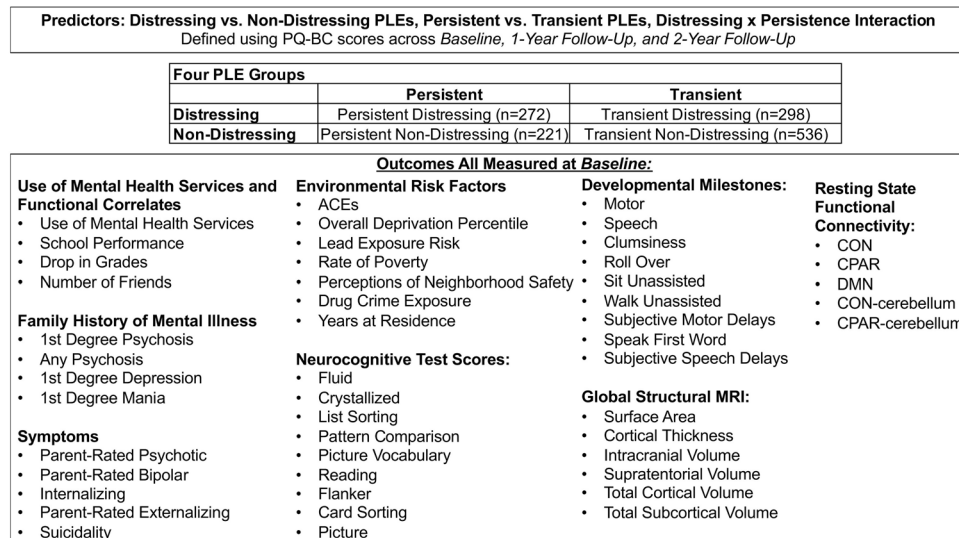 Predictors: Distressing vs. Non-Distressing PLEs, Persistent vs. Transient PLEs, Distressing x Persistence Interaction
Defined using PQ-BC scores across Baseline, 1-Year Follow-Up, and 2-Year Follow-Up
Four PLE Groups
Persistent Transient
Distressing Persistent Distressing (n=272) Transient Distressing (n=298)
Non-Distressing Persistent Non-Distressing (n=221) Transient Non-Distressing (n=536)
Outcomes All Measured at Baseline:
Use of Mental Health Services and
Functional Correlates
• Use of Mental Health Services
• School Performance
• Drop in Grades
• Number of Friends
Family History of Mental Illness
• 1st Degree Psychosis
• Any Psychosis
• 1st Degree Depression
• 1st Degree Mania
Symptoms
• Parent-Rated Psychotic
• Parent-Rated Bipolar
• Internalizing
• Parent-Rated Externalizing
• Suicidality
Environmental Risk Factors
• ACEs
• Overall Deprivation Percentile
• Lead Exposure Risk
• Rate of Poverty
• Perceptions of Neighborhood Safety
• Drug Crime Exposure
• Years at Residence
Neurocognitive Test Scores:
• Fluid
• Crystallized
• List Sorting
• Pattern Comparison
• Picture Vocabulary
• Reading
• Flanker
• Card Sorting
• Picture
Developmental Milestones:
• Motor
• Speech
• Clumsiness
• Roll Over
• Sit Unassisted
• Walk Unassisted
• Subjective Motor Delays
• Speak First Word
• Subjective Speech Delays
Global Structural MRI:
• Surface Area
• Cortical Thickness
• Intracranial Volume
• Supratentorial Volume
• Total Cortical Volume
• Total Subcortical Volume
Resting State
Functional
Connectivity:
• CON
• CPAR
• DMN
• CON-cerebellum
• CPAR-cerebellum